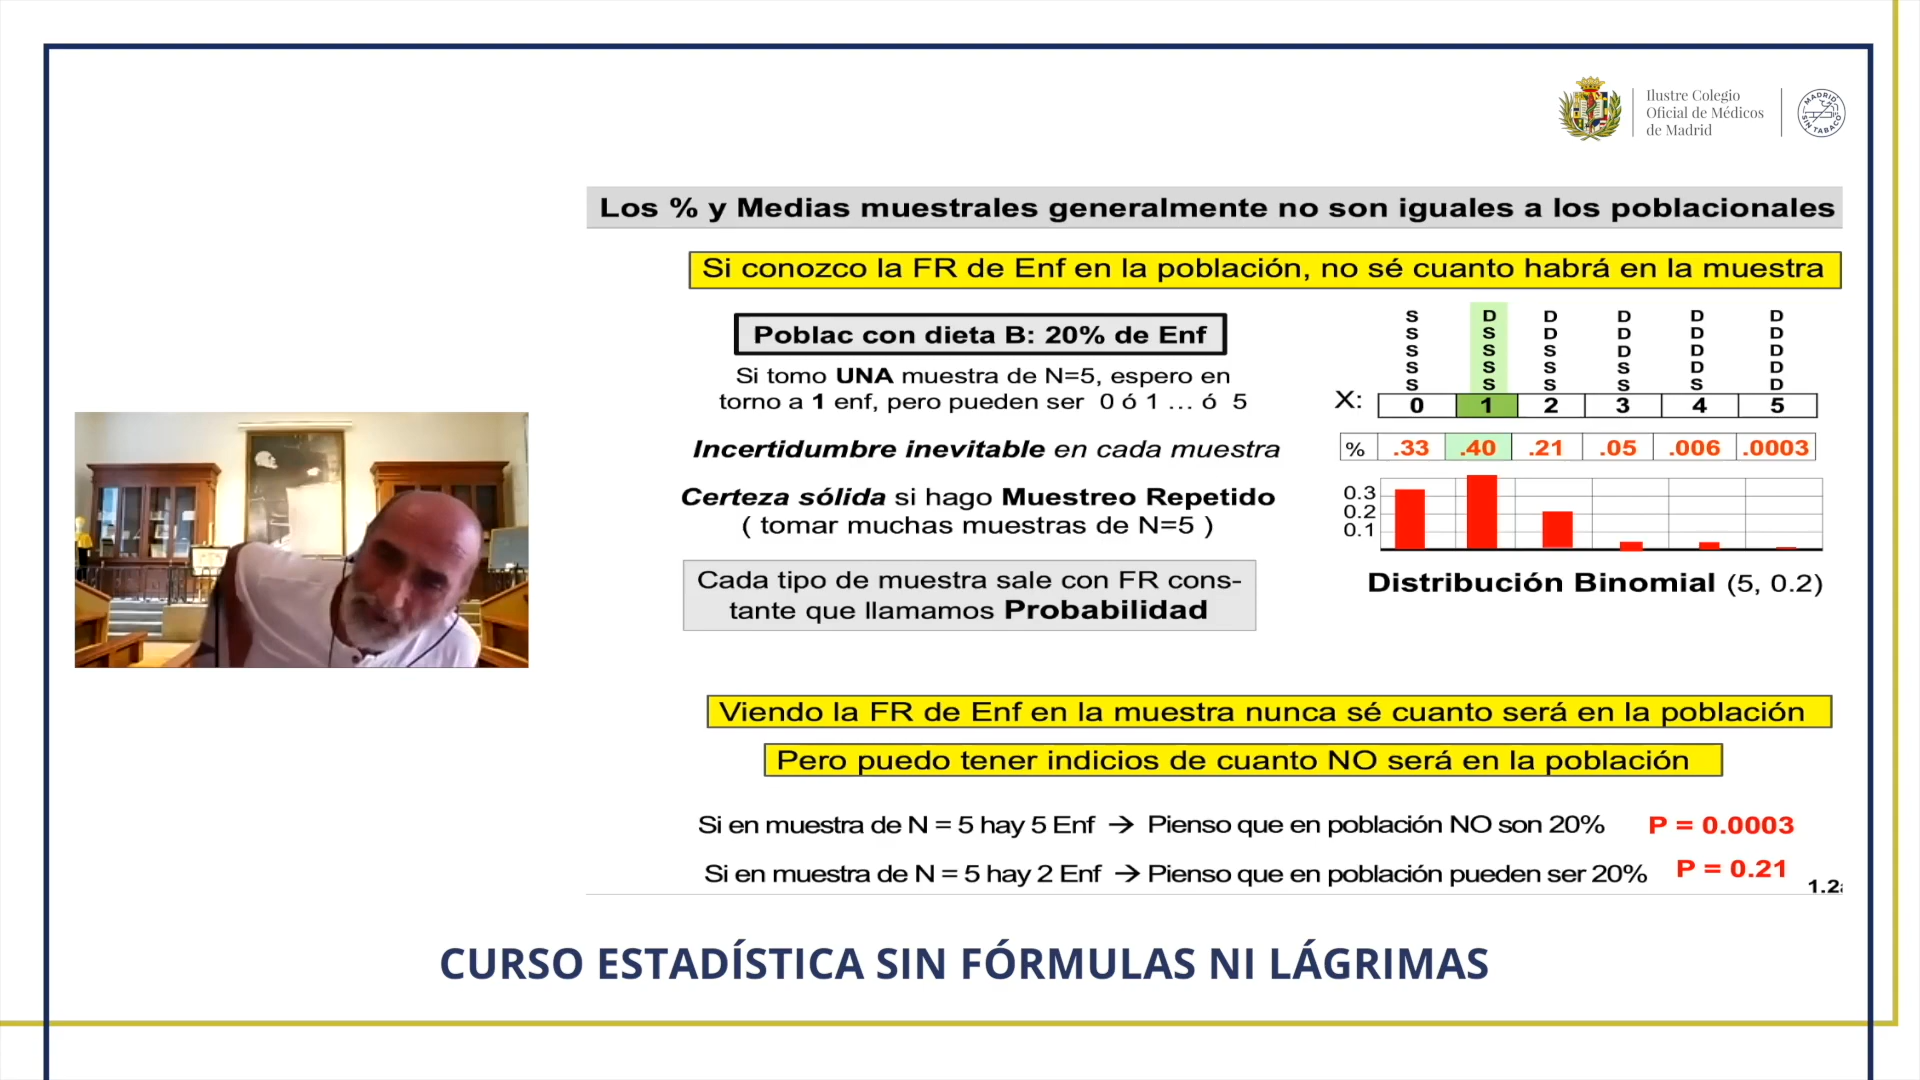 Ilustre Colegio
Oficial de Médicos
de Madrid
MADRID
SIN TABACO
Los % y Medias muestrales generalmente no son iguales a los poblacionales
Si conozco la FR de Enf en la población, no sé cuanto habrá en la muestra
Poblac con dieta B: 20% de Enf
Si tomo UNA muestra de N=5, espero en
torno a 1 enf, pero pueden ser 0 ó 1 ... ó 5
Incertidumbre inevitable en cada muestra
Certeza sólida si hago Muestreo Repetido
( tomar muchas muestras de N=5 )
Cada tipo de muestra sale con FR cons-
tante que llamamos Probabilidad
S D D D D D
S S D D D D
S S S D D D
S S S S D D
S S S S S D
X: 0 1 2 3 4 5
% .33 .40 .21 .05 .006 .0003
0.3
0.2
0.1
Distribución Binomial (5, 0.2)
Viendo la FR de Enf en la muestra nunca sé cuanto será en la población
Pero puedo tener indicios de cuanto NO será en la población
Si en muestra de N = 5 hay 5 Enf → Pienso que en población NO son 20% P = 0.0003
Si en muestra de N = 5 hay 2 Enf → Pienso que en población pueden ser 20% P = 0.21
CURSO ESTADÍSTICA SIN FÓRMULAS NI LÁGRIMAS